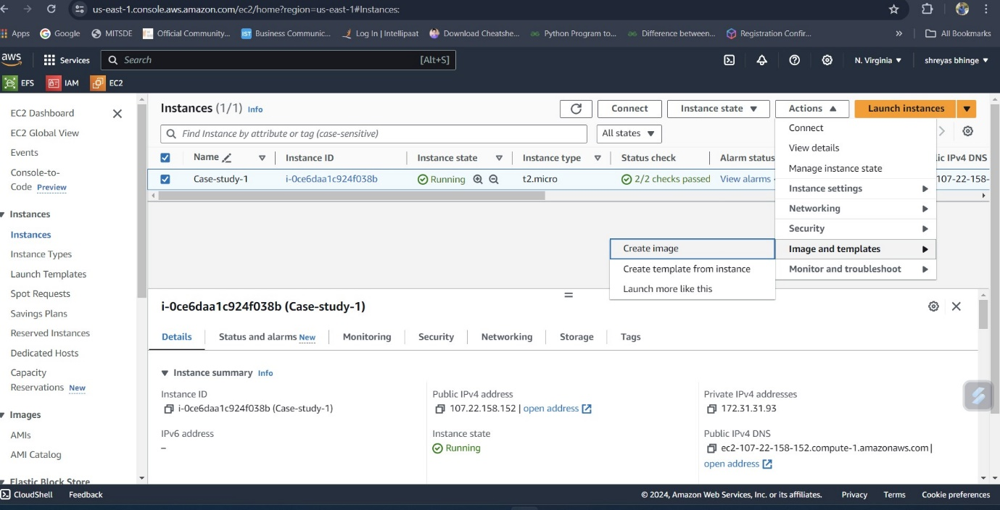 us-east-1.console.aws.amazon.com/ec2/home?region=us-east-1#Instances:
Apps Google MITSDE Official Community... IST Business Communic... Log In | Intellipaat Download Cheatshe... Python Program to... Difference between... Registration Confir... » All Bookmarks
aws Services Search [Alt+S] N. Virginia ▼ shreyas bhinge ▼
EFS IAM EC2
EC2 Dashboard
EC2 Global View
Events
Console-to-
Code Preview
Instances
Instances
Instance Types
Launch Templates
Spot Requests
Savings Plans
Reserved Instances
Dedicated Hosts
Capacity
Reservations New
Images
AMIs
AMI Catalog
Elastic Block Store
Instances (1/1) Info
Connect Instance state ▼ Actions ▲ Launch instances ▼
Find Instance by attribute or tag (case-sensitive) All states ▼
Name Instance ID Instance state Instance type Status check Alarm status lic IPv4 DNS
Case-study-1 i-0ce6daa1c924f038b Running t2.micro 2/2 checks passed View alarms 107-22-158-
Connect
View details
Manage instance state
Instance settings
Networking
Security
Image and templates
Monitor and troubleshoot
Create image
Create template from instance
Launch more like this
i-0ce6daa1c924f038b (Case-study-1)
Details Status and alarms New Monitoring Security Networking Storage Tags
▼ Instance summary Info
Instance ID
i-0ce6daa1c924f038b (Case-study-1)
IPv6 address
–
Public IPv4 address
107.22.158.152 | open address
Instance state
Running
Private IPv4 addresses
172.31.31.93
Public IPv4 DNS
ec2-107-22-158-152.compute-1.amazonaws.com |
open address
CloudShell Feedback © 2024, Amazon Web Services, Inc. or its affiliates. Privacy Terms Cookie preferences